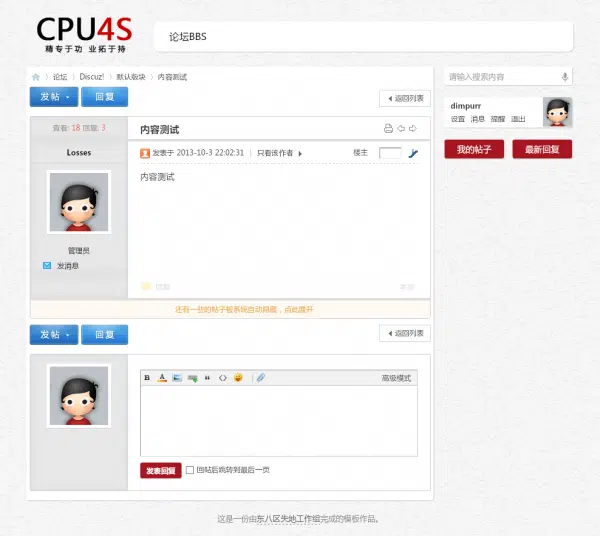 CPU4S
精专于功 业拓于持
论坛BBS
论坛 Discuz! 默认版块 内容测试
请输入搜索内容
发帖 回复
返回列表
dimpurr
设置 消息 提醒 退出
查看: 18 回复: 3
内容测试
我的帖子 最新回复
Losses
发表于 2013-10-3 22:02:31 | 只看该作者
楼主
内容测试
管理员
发消息
回复
举报
还有一些的帖子被系统自动隐藏，点此展开
发帖 回复
返回列表
B A
高级模式
发表回复 回帖后跳转到最后一页
这是一份由东八区失地工作组完成的模板作品。